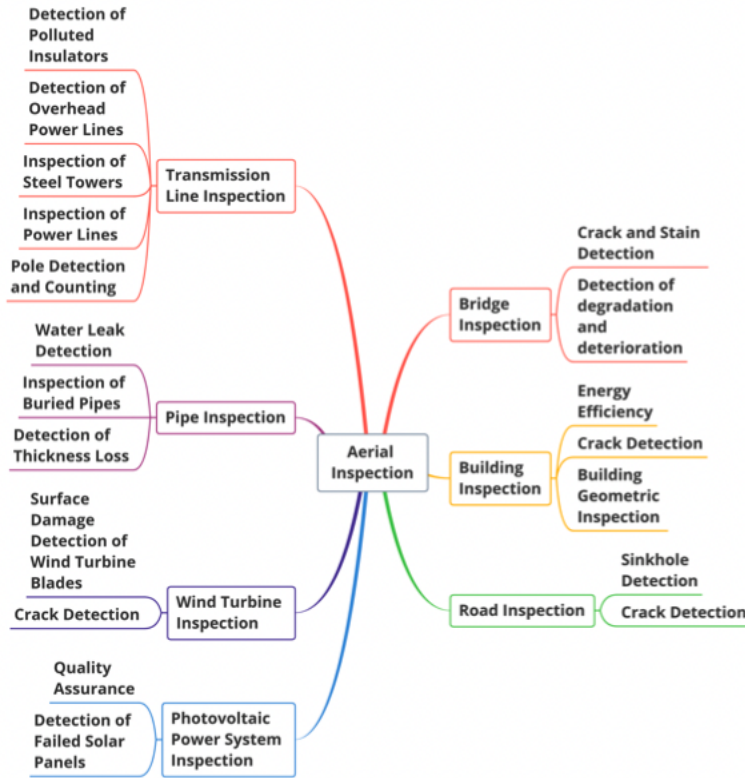 Detection of
Polluted
Insulators
Detection of
Overhead
Power Lines
Inspection of
Steel Towers
Inspection of
Power Lines
Pole Detection
and Counting
Transmission
Line Inspection
Water Leak
Detection
Inspection of
Buried Pipes
Detection of
Thickness Loss
Pipe Inspection
Surface
Damage
Detection of
Wind Turbine
Blades
Crack Detection
Wind Turbine
Inspection
Quality
Assurance
Detection of
Failed Solar
Panels
Photovoltaic
Power System
Inspection
Aerial
Inspection
Bridge
Inspection
Crack and Stain
Detection
Detection of
degradation
and
deterioration
Building
Inspection
Energy
Efficiency
Crack Detection
Building
Geometric
Inspection
Road Inspection
Sinkhole
Detection
Crack Detection